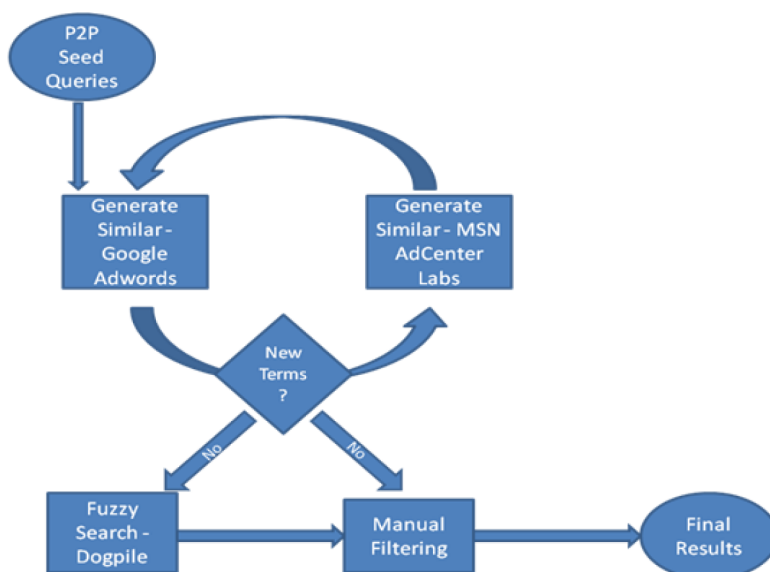 P2P
Seed
Queries
Generate
Similar -
Google
Adwords
Generate
Similar - MSN
AdCenter
Labs
New
Terms
?
No
No
Fuzzy
Search -
Dogpile
Manual
Filtering
Final
Results